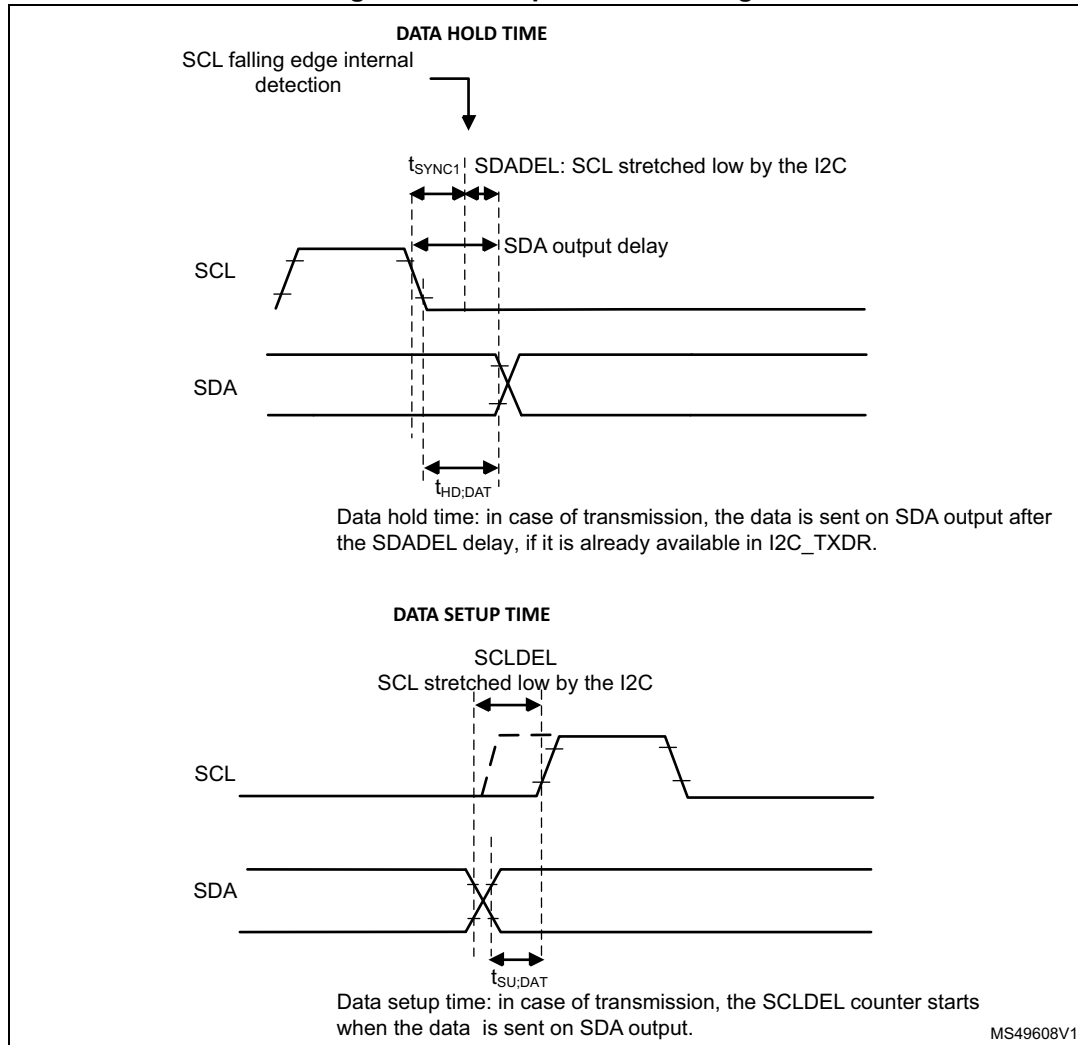 DATA HOLD TIME
SCL falling edge internal
detection
tSYNC1
SDADEL: SCL stretched low by the I2C
SDA output delay
SCL
SDA
tHD;DAT
Data hold time: in case of transmission, the data is sent on SDA output after
the SDADEL delay, if it is already available in I2C_TXDR.
DATA SETUP TIME
SCLDEL
SCL stretched low by the I2C
SCL
SDA
tSU;DAT
Data setup time: in case of transmission, the SCLDEL counter starts
when the data is sent on SDA output.
MS49608V1